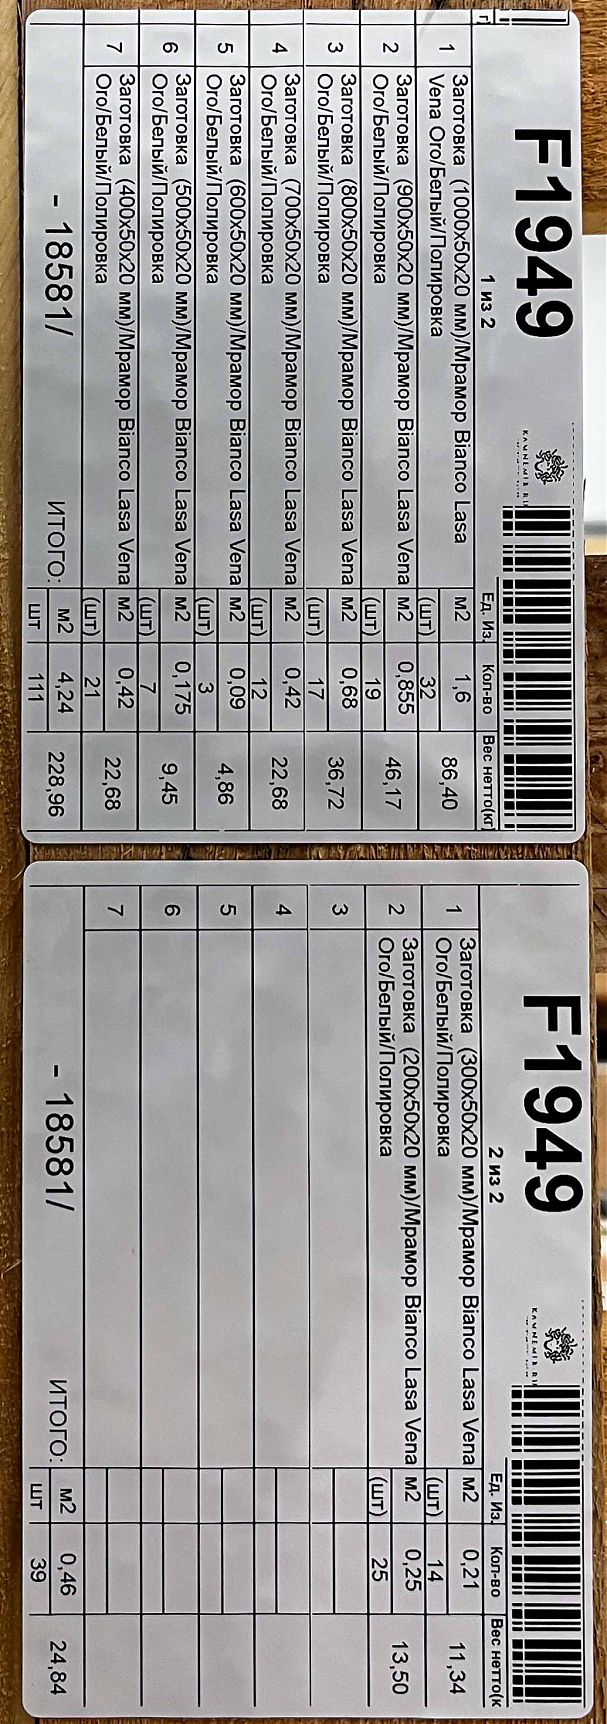 F1949
KAMNEMIR.RU
1 из 2
Ед. Из. Кол-во Вес нетто(кг)
1 Заготовка (1000x50x20 мм)/Мрамор Bianco Lasa м2 1,6 86,40
Vena Oro/Белый/Полировка (шт) 32
2 Заготовка (900x50x20 мм)/Мрамор Bianco Lasa Vena м2 0,855 46,17
Oro/Белый/Полировка (шт) 19
3 Заготовка (800x50x20 мм)/Мрамор Bianco Lasa Vena м2 0,68 36,72
Oro/Белый/Полировка (шт) 17
4 Заготовка (700x50x20 мм)/Мрамор Bianco Lasa Vena м2 0,42 22,68
Oro/Белый/Полировка (шт) 12
5 Заготовка (600x50x20 мм)/Мрамор Bianco Lasa Vena м2 0,09 4,86
Oro/Белый/Полировка (шт) 3
6 Заготовка (500x50x20 мм)/Мрамор Bianco Lasa Vena м2 0,175 9,45
Oro/Белый/Полировка (шт) 7
7 Заготовка (400x50x20 мм)/Мрамор Bianco Lasa Vena м2 0,42 22,68
Oro/Белый/Полировка (шт) 21
- 18581/ ИТОГО: м2 4,24 228,96
шт 111
F1949
KAMNEMIR.RU
2 из 2
Ед. Из. Кол-во Вес нетто(к
1 Заготовка (300x50x20 мм)/Мрамор Bianco Lasa Vena м2 0,21 11,34
Oro/Белый/Полировка (шт) 14
2 Заготовка (200x50x20 мм)/Мрамор Bianco Lasa Vena м2 0,25 13,50
Oro/Белый/Полировка (шт) 25
3
4
5
6
7
- 18581/ ИТОГО: м2 0,46 24,84
шт 39